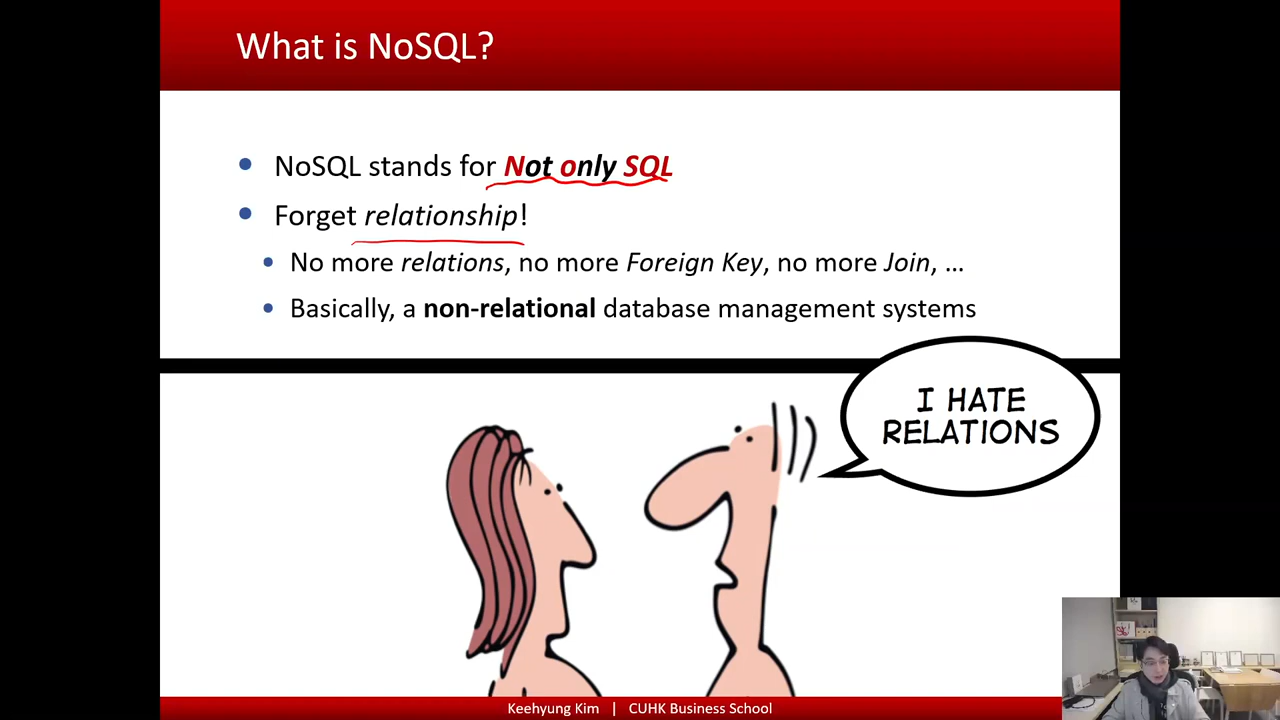 What is NoSQL?
NoSQL stands for Not only SQL
Forget relationship!
No more relations, no more Foreign Key, no more Join, ...
Basically, a non-relational database management systems
I HATE
RELATIONS
Keehyung Kim | CUHK Business School